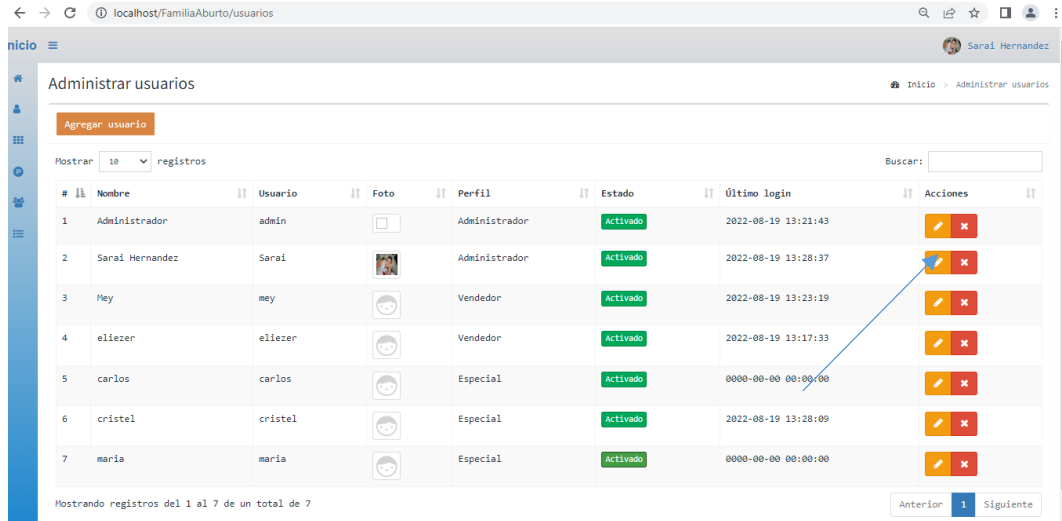 localhost/FamiliaAburto/usuarios
nicio
Sarai Hernandez
Administrar usuarios
Inicio > Administrar usuarios
Agregar usuario
Mostrar 10 registros
Buscar:
# Nombre Usuario Foto Perfil Estado Último login Acciones
1 Administrador admin Administrador Activado 2022-08-19 13:21:43
2 Sarai Hernandez Sarai Administrador Activado 2022-08-19 13:28:37
3 Mey mey Vendedor Activado 2022-08-19 13:23:19
4 eliezer eliezer Vendedor Activado 2022-08-19 13:17:33
5 carlos carlos Especial Activado 0000-00-00 00:00:00
6 cristel cristel Especial Activado 2022-08-19 13:28:09
7 maria maria Especial Activado 0000-00-00 00:00:00
Mostrando registros del 1 al 7 de un total de 7
Anterior 1 Siguiente